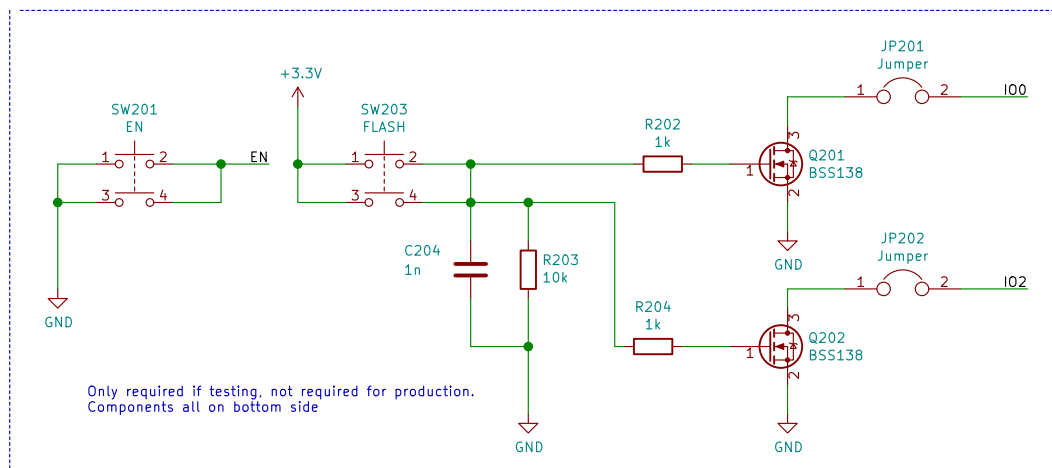 JP201
Jumper
1
2
IO0
+3.3V
SW201
EN
1
2
3
4
EN
SW203
FLASH
1
2
3
4
R202
1k
3
1
2
Q201
BSS138
GND
C204
1n
R203
10k
JP202
Jumper
1
2
IO2
GND
R204
1k
3
1
2
Q202
BSS138
Only required if testing, not required for production.
Components all on bottom side
GND
GND